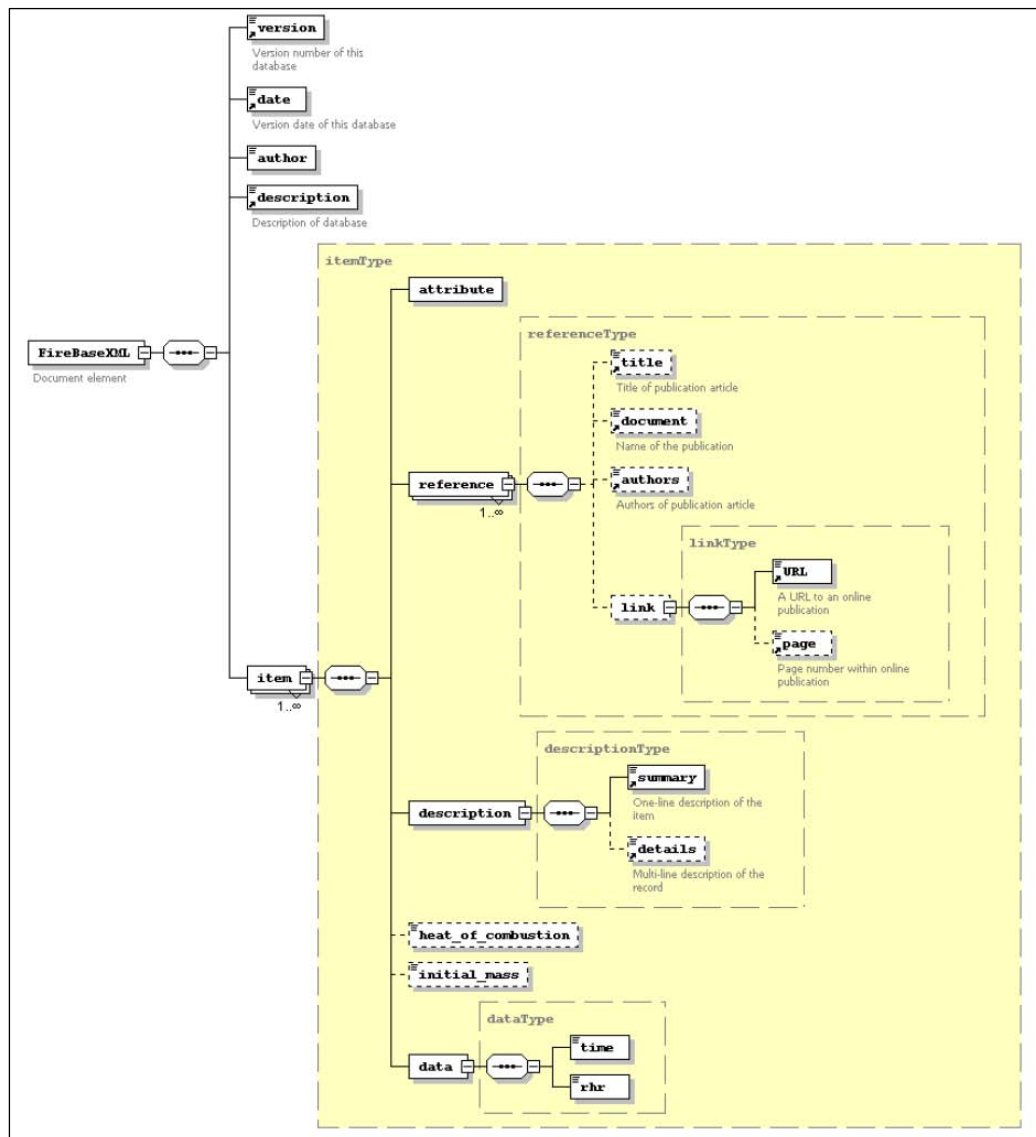 version
Version number of this
database
date
Version date of this database
author
description
Description of database
itemType
attribute
referenceType
FireBaseXML
Document element
title
Title of publication article
document
Name of the publication
reference
1..∞
authors
Authors of publication article
linkType
URL
A URL to an online
publication
link
page
Page number within online
publication
item
1..∞
descriptionType
summary
One-line description of the
item
description
details
Multi-line description of the
record
heat_of_combustion
initial_mass
dataType
time
data
rhr